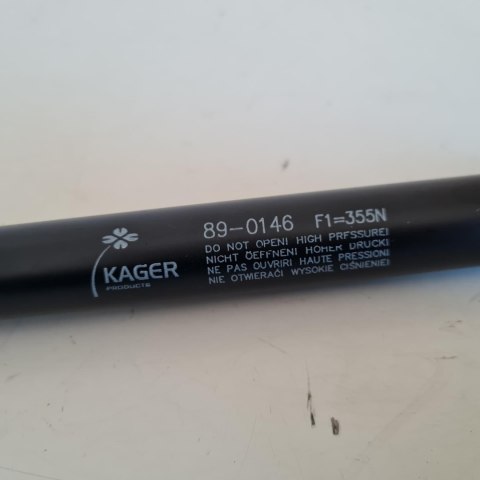 89-0146 F1=355N
DO NOT OPEN! HIGH PRESSURE!
NICHT ÖEFFNEN! HOHER DRUCK!
NE PAS OUVRIR! HAUTE PRESSION!
NIE OTWIERAĆ! WYSOKIE CIŚNIENIE!
KAGER
PRODUCTS